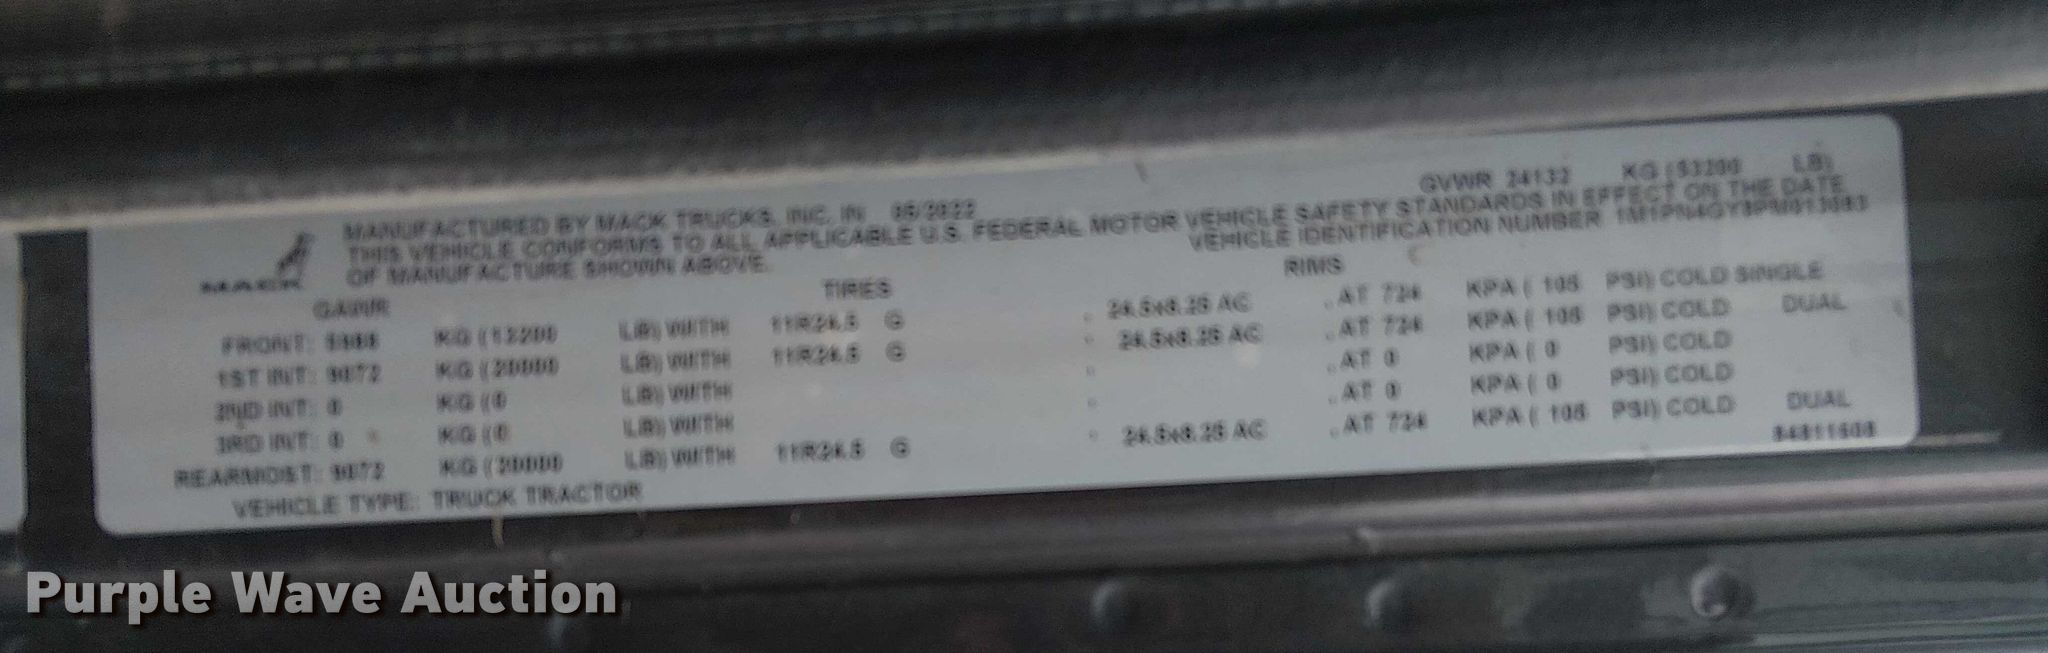 MANUFACTURED BY MACK TRUCKS, INC. IN 05/2022 GVWR 24132 KG (53200 LB)
THIS VEHICLE CONFORMS TO ALL APPLICABLE U.S. FEDERAL MOTOR VEHICLE SAFETY STANDARDS IN EFFECT ON THE DATE
OF MANUFACTURE SHOWN ABOVE. VEHICLE IDENTIFICATION NUMBER
MACK
GAWR TIRES RIMS
FRONT: KG (13200 LB) WITH 11R24.5 G , 24.5x8.25 AC , AT 724 KPA ( 105 PSI) COLD SINGLE
1ST INT: 9072 KG (20000 LB) WITH 11R24.5 G , 24.5x8.25 AC , AT 724 KPA ( 105 PSI) COLD DUAL
2ND INT: 0 KG (0 LB) WITH , , AT 0 KPA ( 0 PSI) COLD
3RD INT: 0 KG (0 LB) WITH , , AT 0 KPA ( 0 PSI) COLD
REARMOST: 9072 KG (20000 LB) WITH 11R24.5 G , 24.5x8.25 AC , AT 724 KPA ( 105 PSI) COLD DUAL
VEHICLE TYPE: TRUCK TRACTOR
Purple Wave Auction